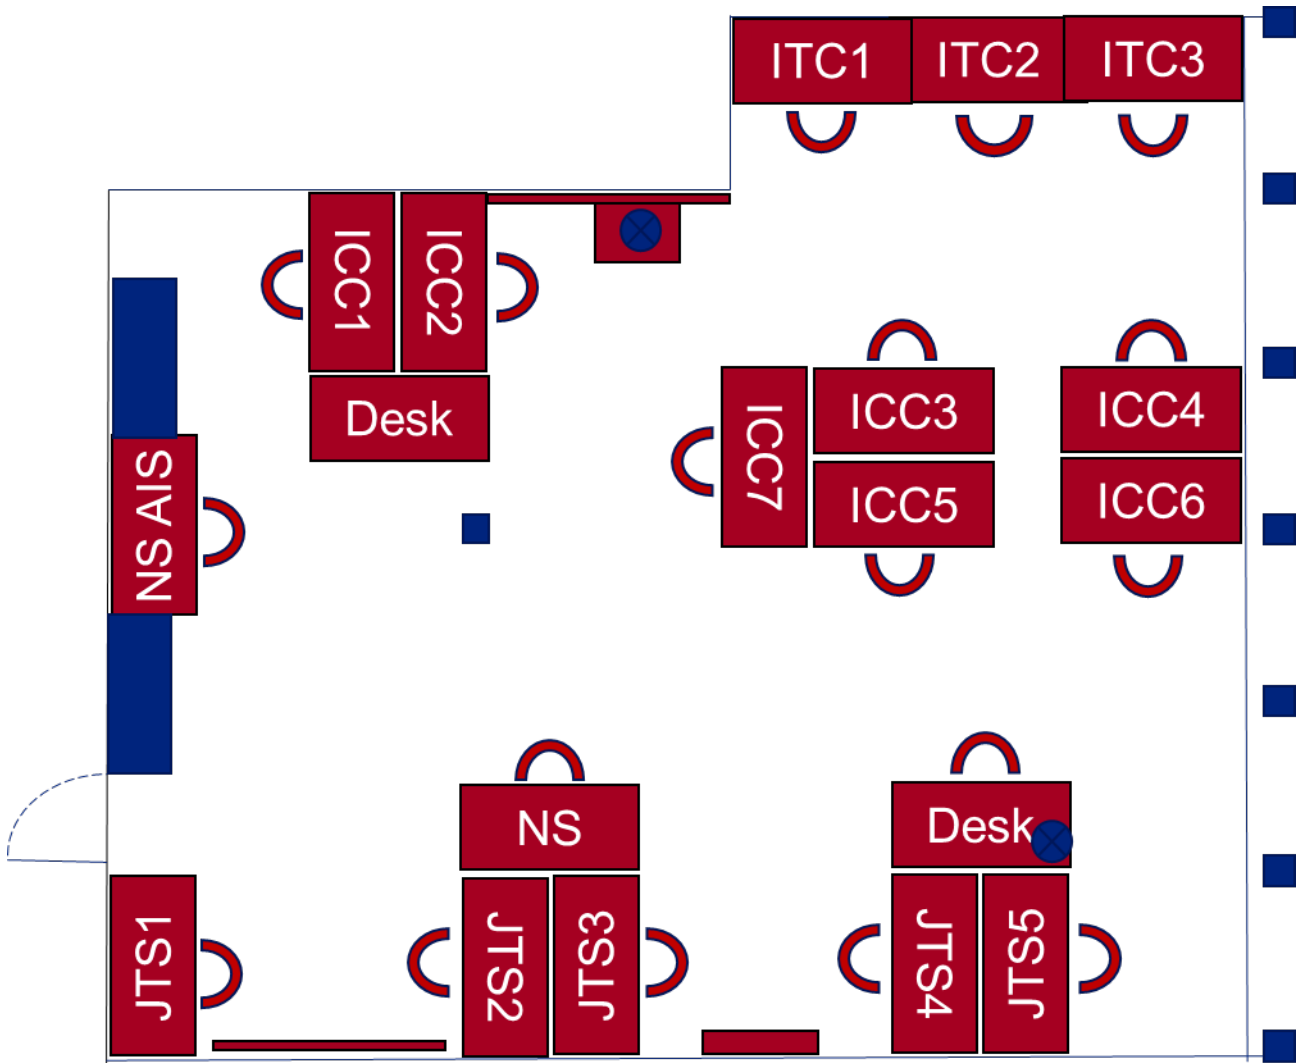 ITC1
ITC2
ITC3
ICC1
ICC2
Desk
NS AIS
ICC7
ICC3
ICC4
ICC5
ICC6
NS
Desk
JTS1
JTS2
JTS3
JTS4
JTS5